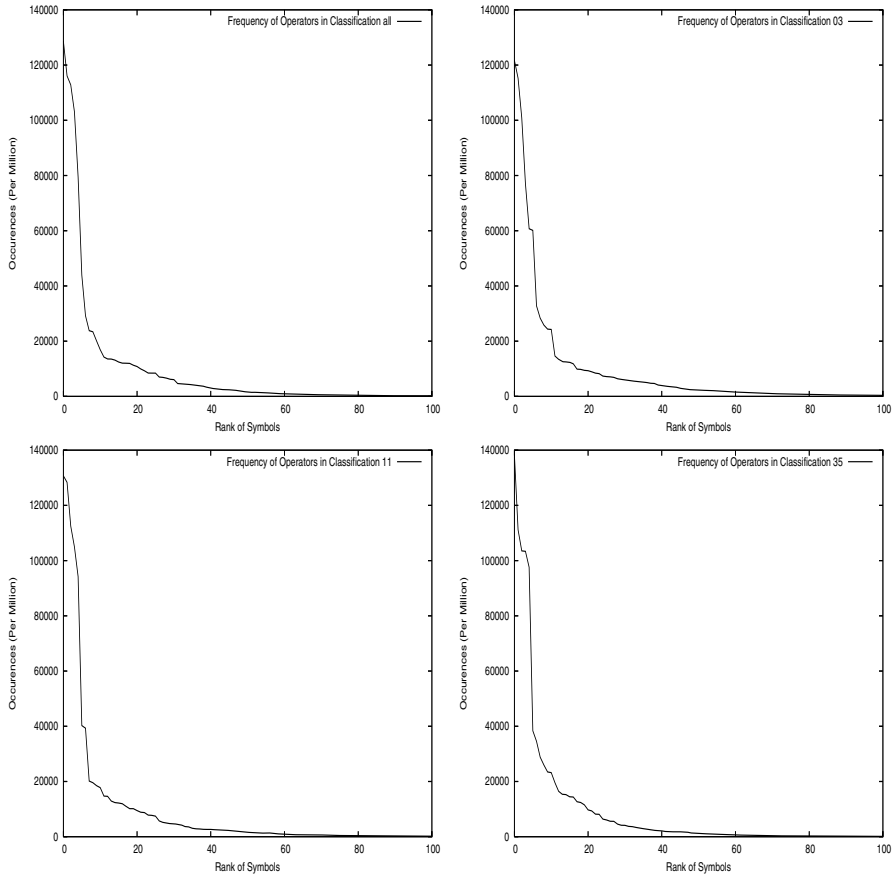 Frequency of Operators in Classification all
140000
120000
100000
80000
60000
40000
20000
0
Occurences (Per Million)
0 20 40 60 80 100
Rank of Symbols
Frequency of Operators in Classification 03
140000
120000
100000
80000
60000
40000
20000
0
Occurences (Per Million)
0 20 40 60 80 100
Rank of Symbols
Frequency of Operators in Classification 11
140000
120000
100000
80000
60000
40000
20000
0
Occurences (Per Million)
0 20 40 60 80 100
Rank of Symbols
Frequency of Operators in Classification 35
140000
120000
100000
80000
60000
40000
20000
0
Occurences (Per Million)
0 20 40 60 80 100
Rank of Symbols